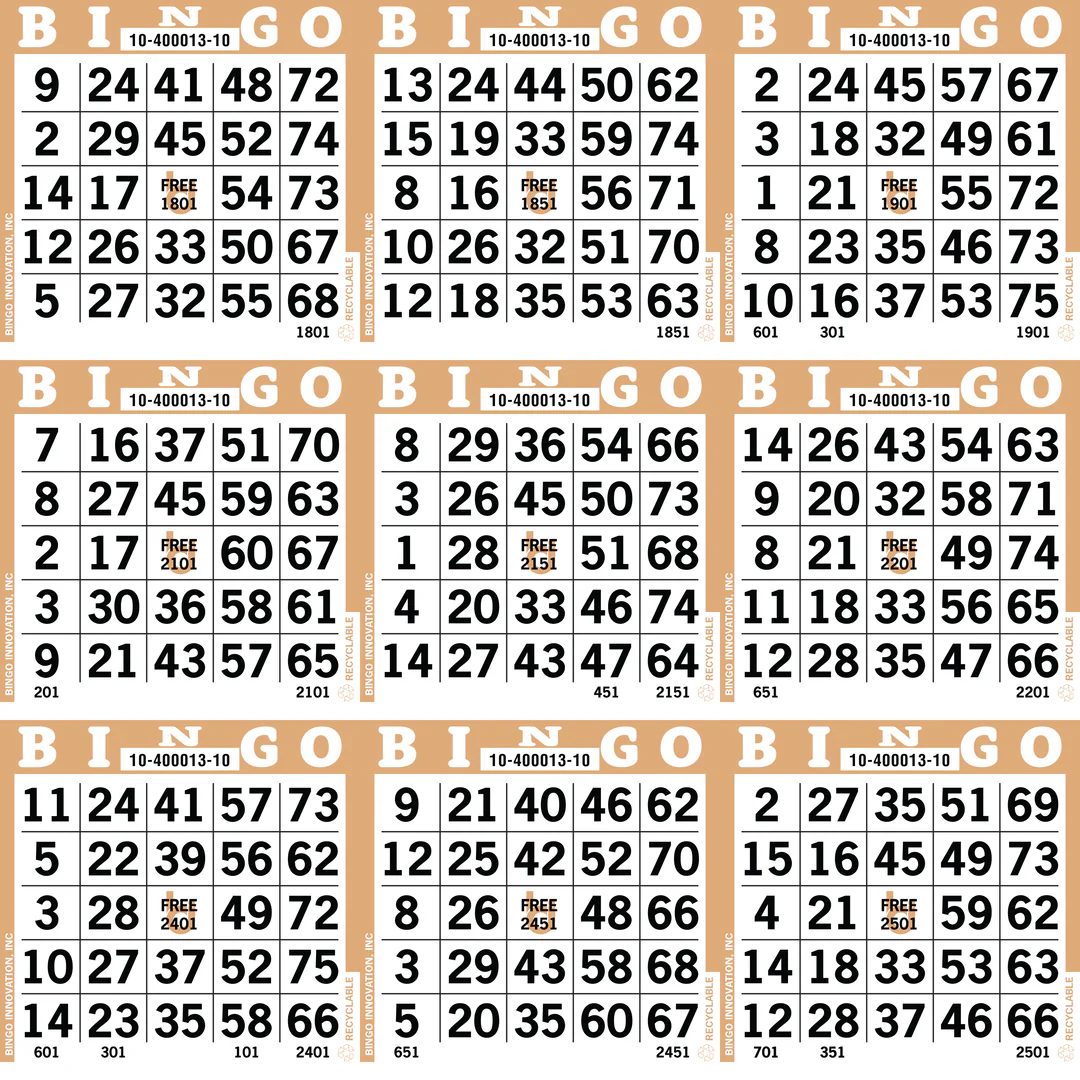 B I N G O
10-400013-10
9 24 41 48 72
2 29 45 52 74
14 17 FREE 1801 54 73
12 26 33 50 67
5 27 32 55 68
1801
BINGO INNOVATION, INC
RECYCLABLE
B I N G O
10-400013-10
13 24 44 50 62
15 19 33 59 74
8 16 FREE 1851 56 71
10 26 32 51 70
12 18 35 53 63
1851
BINGO INNOVATION, INC
RECYCLABLE
B I N G O
10-400013-10
2 24 45 57 67
3 18 32 49 61
1 21 FREE 1901 55 72
8 23 35 46 73
10 16 37 53 75
601 301 1901
BINGO INNOVATION, INC
RECYCLABLE
B I N G O
10-400013-10
7 16 37 51 70
8 27 45 59 63
2 17 FREE 2101 60 67
3 30 36 58 61
9 21 43 57 65
201 2101
BINGO INNOVATION, INC
RECYCLABLE
B I N G O
10-400013-10
8 29 36 54 66
3 26 45 50 73
1 28 FREE 2151 51 68
4 20 33 46 74
14 27 43 47 64
451 2151
BINGO INNOVATION, INC
RECYCLABLE
B I N G O
10-400013-10
14 26 43 54 63
9 20 32 58 71
8 21 FREE 2201 49 74
11 18 33 56 65
12 28 35 47 66
651 2201
BINGO INNOVATION, INC
RECYCLABLE
B I N G O
10-400013-10
11 24 41 57 73
5 22 39 56 62
3 28 FREE 2401 49 72
10 27 37 52 75
14 23 35 58 66
601 301 101 2401
BINGO INNOVATION, INC
RECYCLABLE
B I N G O
10-400013-10
9 21 40 46 62
12 25 42 52 70
8 26 FREE 2451 48 66
3 29 43 58 68
5 20 35 60 67
651 2451
BINGO INNOVATION, INC
RECYCLABLE
B I N G O
10-400013-10
2 27 35 51 69
15 16 45 49 73
4 21 FREE 2501 59 62
14 18 33 53 63
12 28 37 46 66
701 351 2501
BINGO INNOVATION, INC
RECYCLABLE